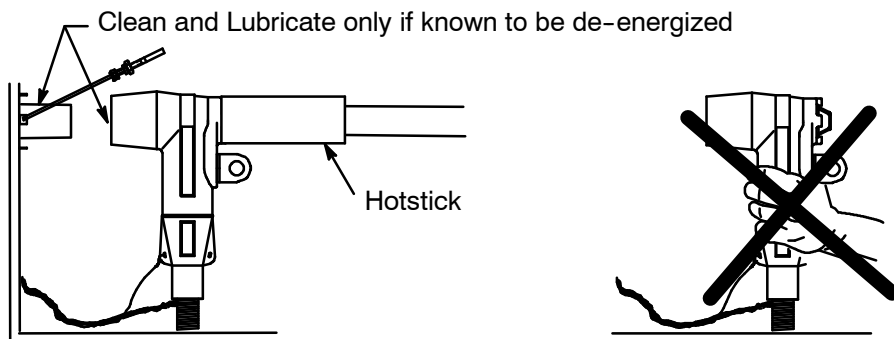 Clean and Lubricate only if known to be de-energized
Hotstick